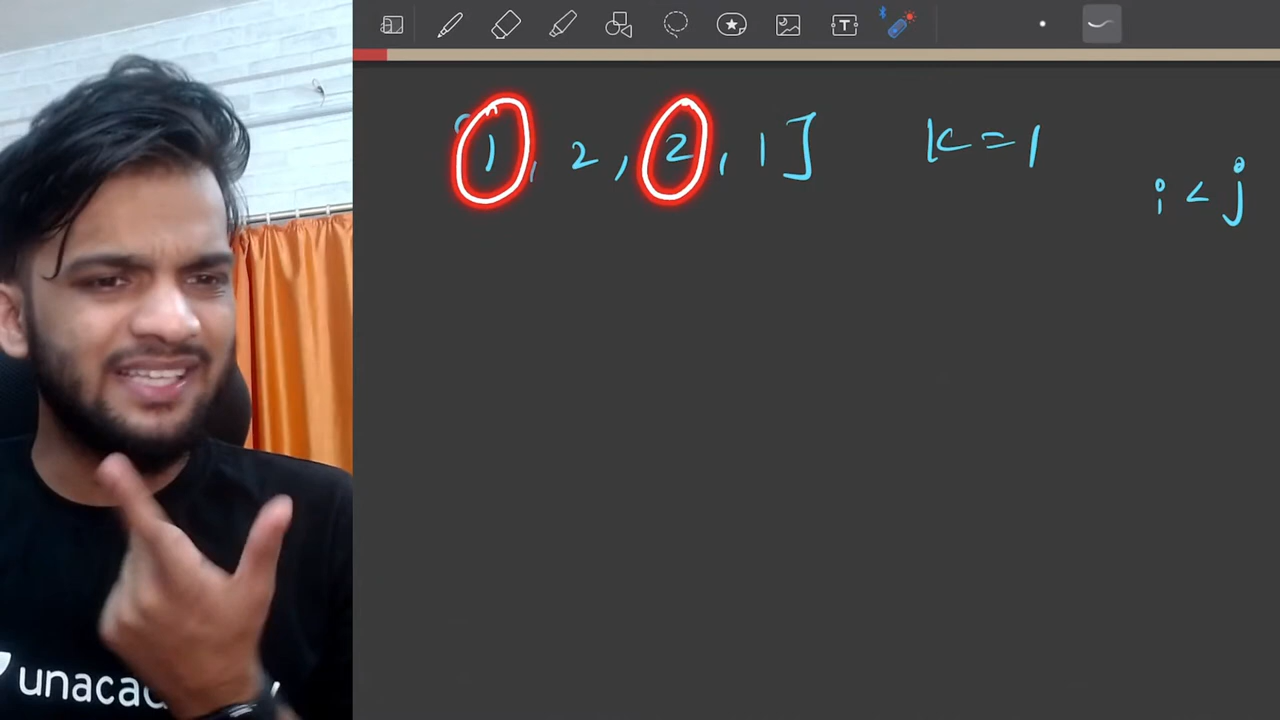 [1, 2, 2, 1] k=1
i < j
unacad